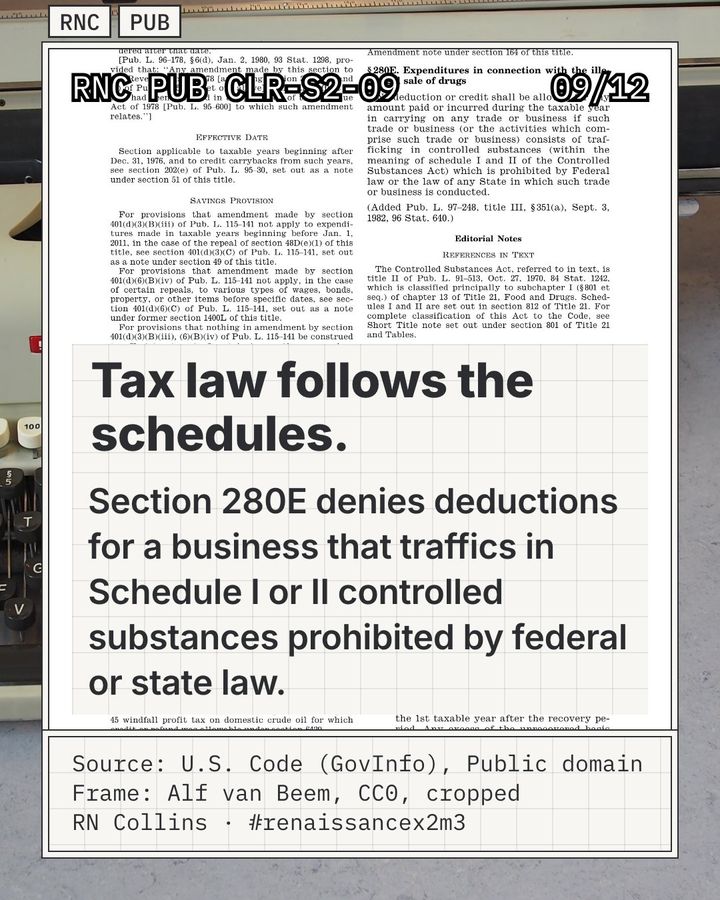 RNC PUB
RNC PUB CLR-S2-09 09/12
dered after that date.
[Pub. L. 96–178, §6(d), Jan. 2, 1980, 93 Stat. 1298, pro-
vided that: "Any amendment made by this section to
Act of 1978 [Pub. L. 95–600] to which such amendment
relates."]
EFFECTIVE DATE
Section applicable to taxable years beginning after
Dec. 31, 1976, and to credit carrybacks from such years,
see section 202(e) of Pub. L. 95–30, set out as a note
under section 51 of this title.
SAVINGS PROVISION
For provisions that amendment made by section
401(d)(3)(B)(iii) of Pub. L. 115–141 not apply to expendi-
tures made in taxable years beginning before Jan. 1,
2011, in the case of the repeal of section 48D(e)(1) of this
title, see section 401(d)(3)(C) of Pub. L. 115–141, set out
as a note under section 49 of this title.
For provisions that amendment made by section
401(d)(6)(B)(iv) of Pub. L. 115–141 not apply, in the case
of certain repeals, to various types of wages, bonds,
property, or other items before specific dates, see sec-
tion 401(d)(6)(C) of Pub. L. 115–141, set out as a note
under former section 1400L of this title.
For provisions that nothing in amendment by section
401(d)(3)(B)(iii), (6)(B)(iv) of Pub. L. 115–141 be construed
Amendment note under section 164 of this title.
§280E. Expenditures in connection with the
sale of drugs
deduction or credit shall be
amount paid or incurred during the taxable year
in carrying on any trade or business if such
trade or business (or the activities which com-
prise such trade or business) consists of traf-
ficking in controlled substances (within the
meaning of schedule I and II of the Controlled
Substances Act) which is prohibited by Federal
law or the law of any State in which such trade
or business is conducted.
(Added Pub. L. 97–248, title III, §351(a), Sept. 3,
1982, 96 Stat. 640.)
Editorial Notes
REFERENCES IN TEXT
The Controlled Substances Act, referred to in text, is
title II of Pub. L. 91–513, Oct. 27, 1970, 84 Stat. 1242,
which is classified principally to subchapter I (§801 et
seq.) of chapter 13 of Title 21, Food and Drugs. Sched-
ules I and II are set out in section 812 of Title 21. For
complete classification of this Act to the Code, see
Short Title note set out under section 801 of Title 21
and Tables.
Tax law follows the
schedules.
Section 280E denies deductions
for a business that traffics in
Schedule I or II controlled
substances prohibited by federal
or state law.
45 windfall profit tax on domestic crude oil for which
the 1st taxable year after the recovery pe-
Source: U.S. Code (GovInfo), Public domain
Frame: Alf van Beem, CC0, cropped
RN Collins · #renaissancex2m3
100
§
5
T
G
F
V